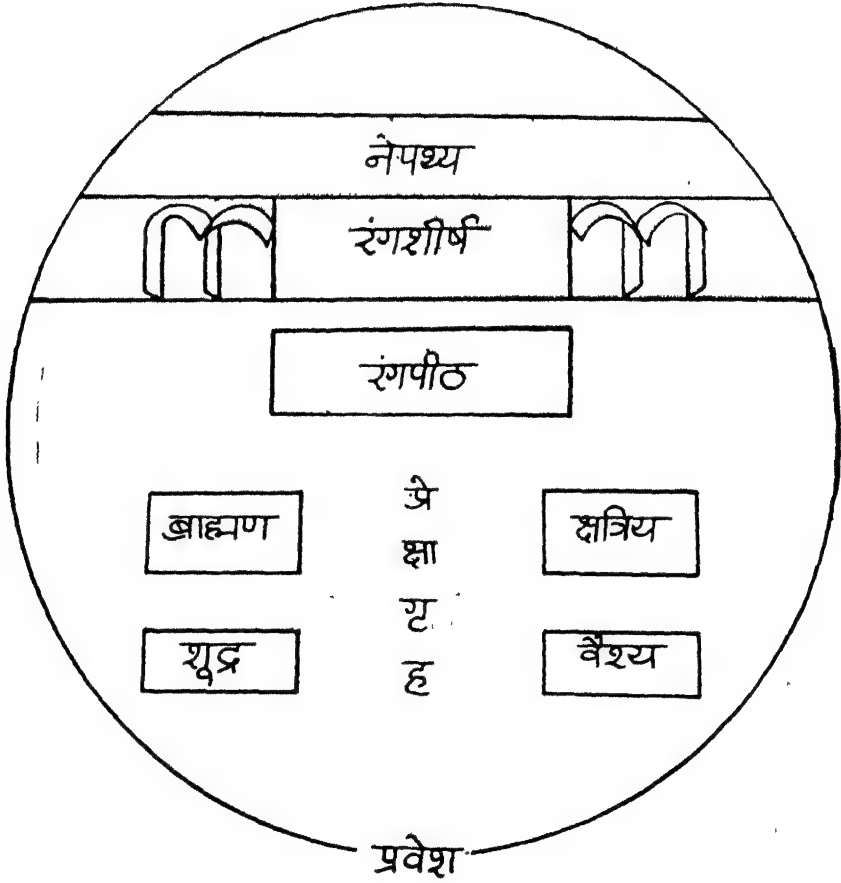 नेपथ्य
रंगशीर्ष
रंगपीठ
ब्राह्मण
क्षत्रिय
प्रे
क्षा
गृ
ह
शूद्र
वैश्य
प्रवेश